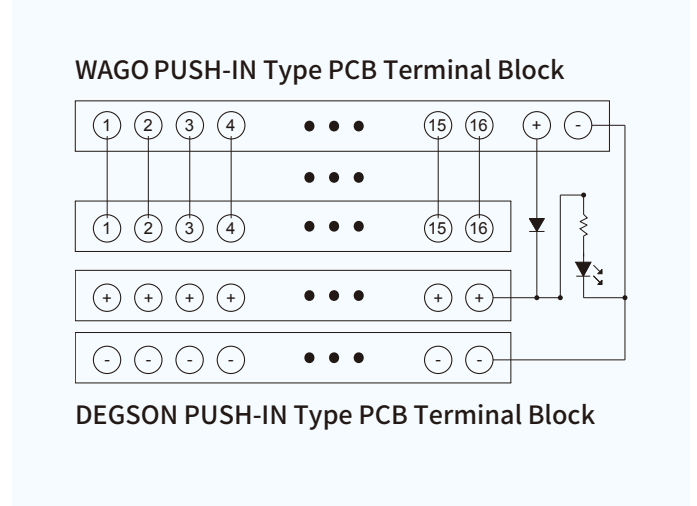 WAGO PUSH-IN Type PCB Terminal Block
1 2 3 4 ••• 15 16 + -
•••
1 2 3 4 ••• 15 16
+ + + + ••• + +
- - - - ••• - -
DEGSON PUSH-IN Type PCB Terminal Block